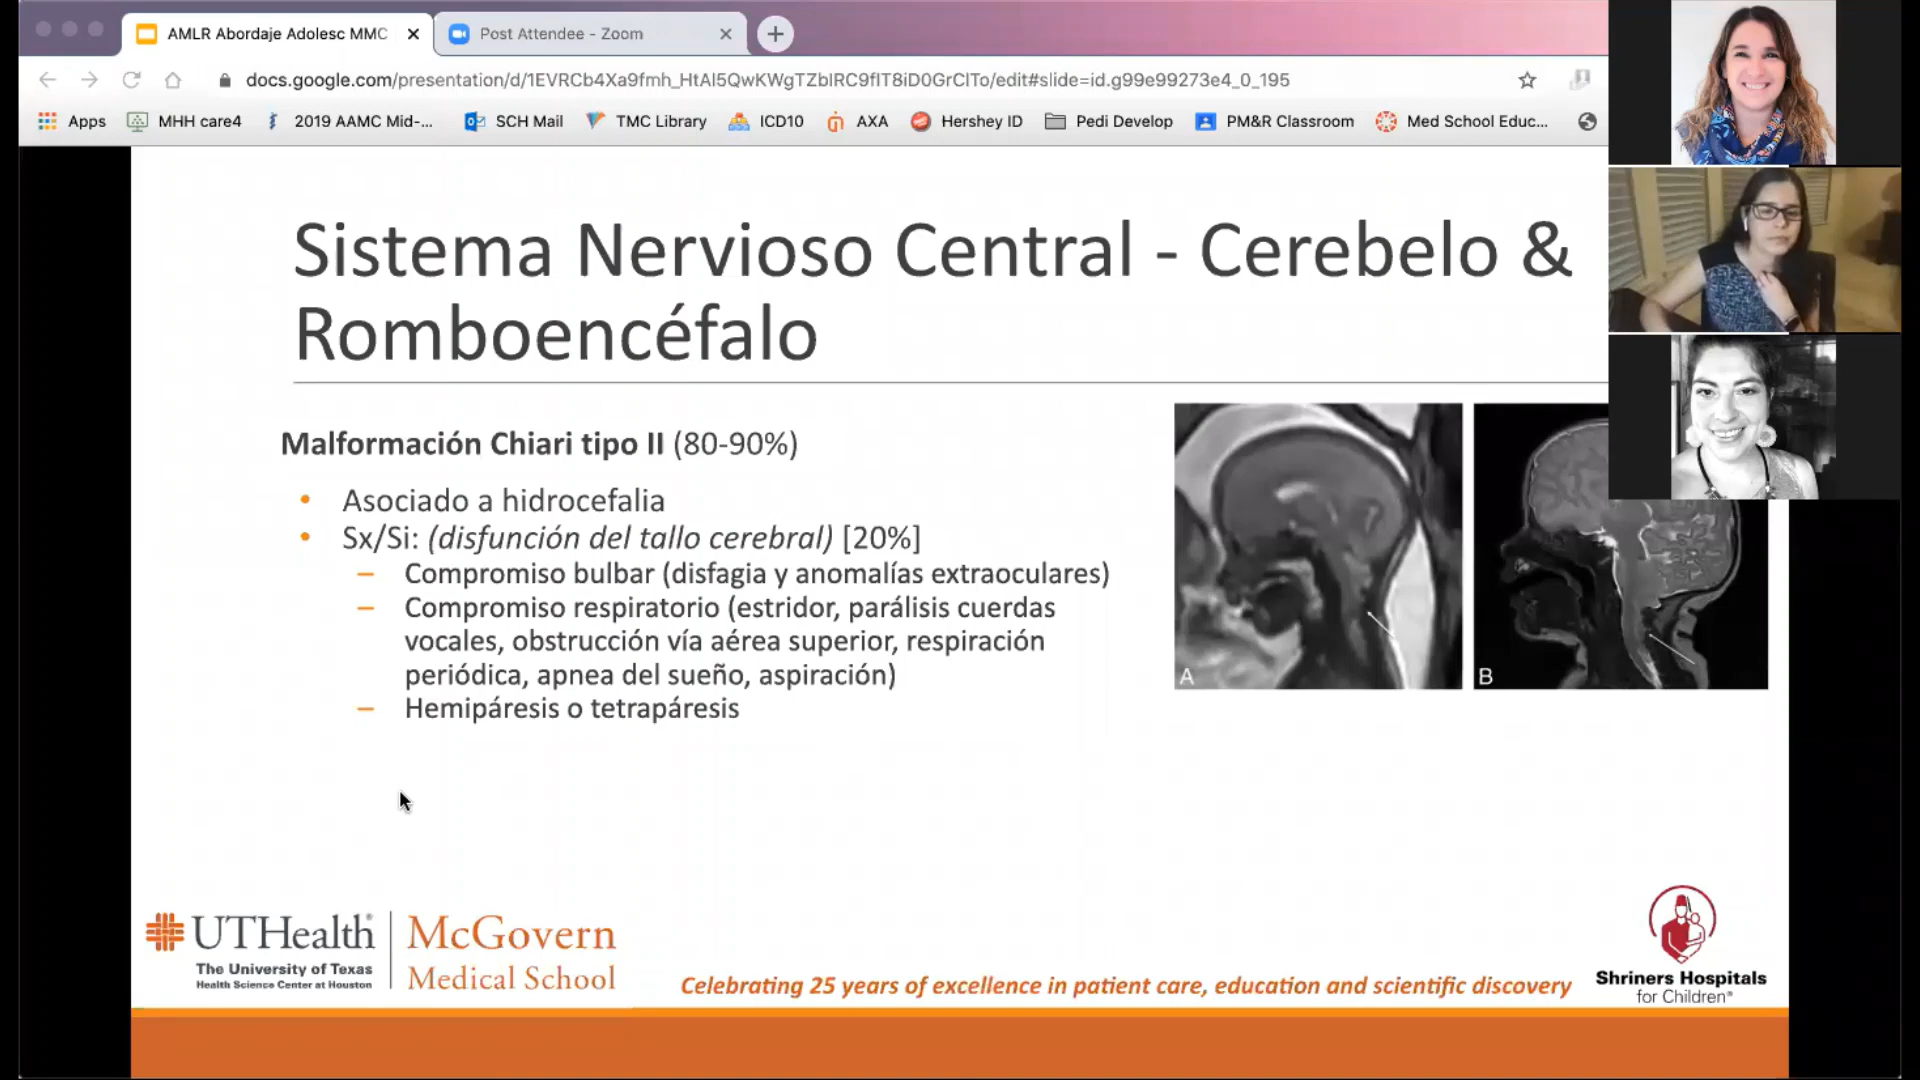 AMLR Abordaje Adolesc MMC
Post Attendee - Zoom
docs.google.com/presentation/d/1EVRCb4Xa9fmh_HtAl5QwKWgTZbIRC9fIT8iD0GrClTo/edit#slide=id.g99e99273e4_0_195
Apps MHH care4 2019 AAMC Mid-... SCH Mail TMC Library ICD10 AXA Hershey ID Pedi Develop PM&R Classroom Med School Educ...
Sistema Nervioso Central - Cerebelo &
Romboencéfalo
Malformación Chiari tipo II (80-90%)
• Asociado a hidrocefalia
• Sx/Si: (disfunción del tallo cerebral) [20%]
– Compromiso bulbar (disfagia y anomalías extraoculares)
– Compromiso respiratorio (estridor, parálisis cuerdas
vocales, obstrucción vía aérea superior, respiración
periódica, apnea del sueño, aspiración)
– Hemipáresis o tetrapáresis
A
B
UTHealth®
The University of Texas
Health Science Center at Houston
McGovern
Medical School
Celebrating 25 years of excellence in patient care, education and scientific discovery
Shriners Hospitals
for Children®